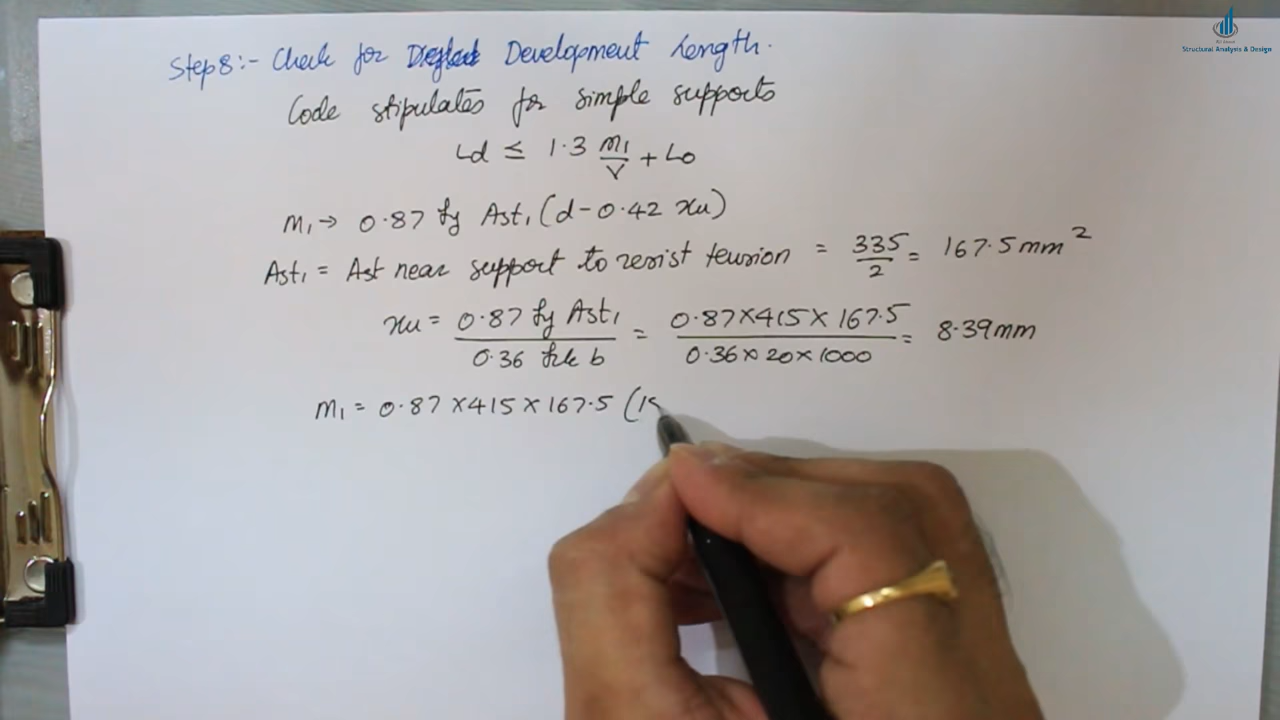 Step 8:- Check for Development Length.
Code stipulates for simple supports
Ld ≤ 1.3 M1/V + Lo
M1 → 0.87 fy Ast1 (d-0.42 xu)
Ast1 = Ast near support to resist tension = 335/2 = 167.5 mm²
xu = 0.87 fy Ast1 / 0.36 fck b = 0.87×415×167.5 / 0.36×20×1000 = 8.39mm
M1 = 0.87×415×167.5 (15
Structural Analysis & Design